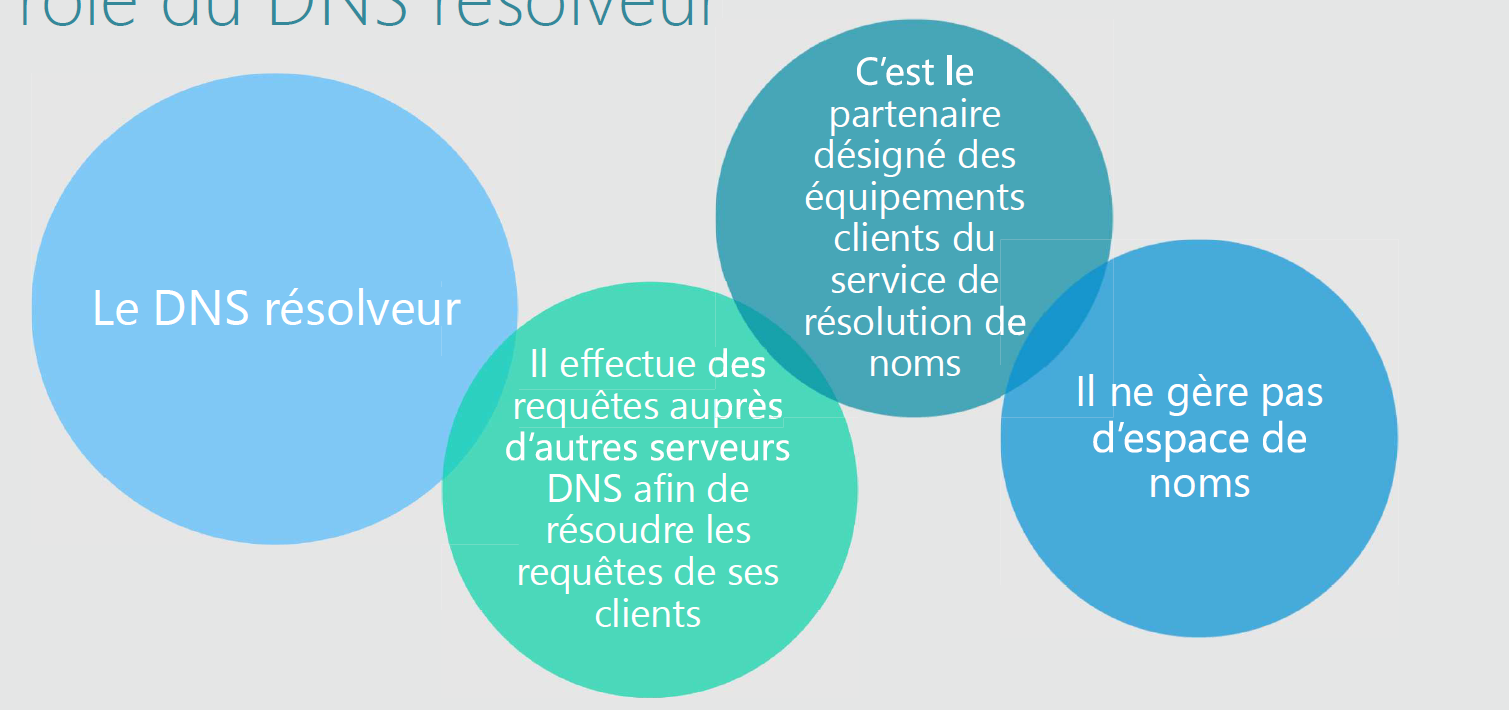 rôle du DNS résolveur
Le DNS résolveur
Il effectue des
requêtes auprès
d'autres serveurs
DNS afin de
résoudre les
requêtes de ses
clients
C'est le
partenaire
désigné des
équipements
clients du
service de
résolution de
noms
Il ne gère pas
d'espace de
noms